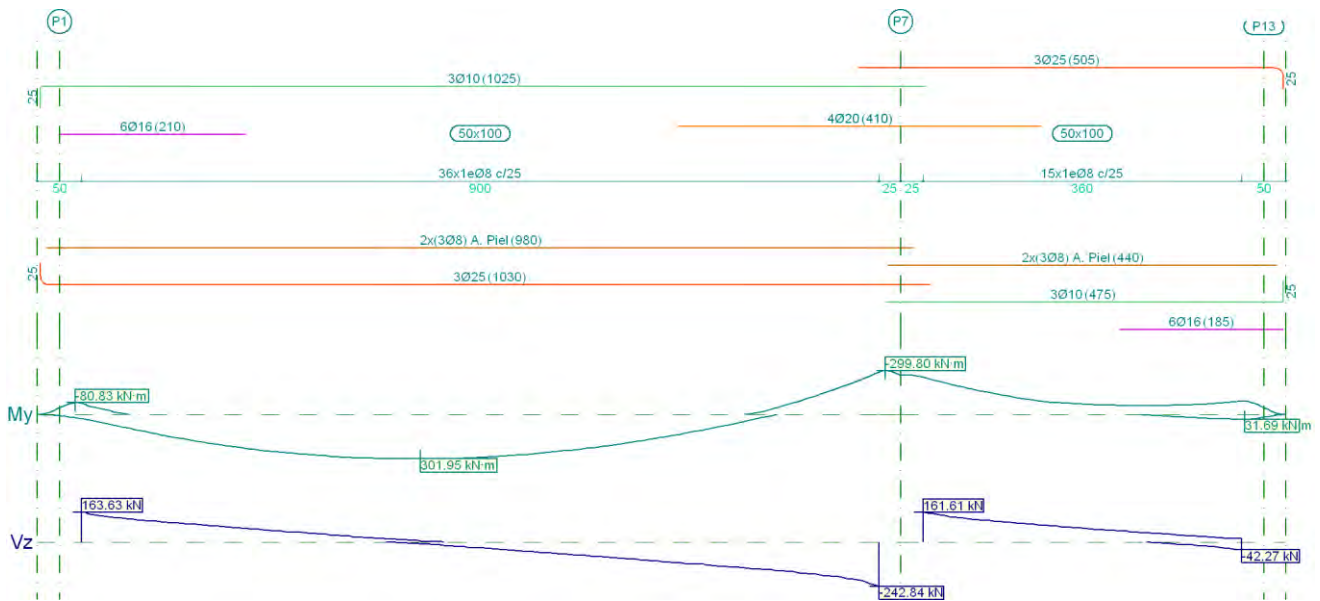 P1
P7
P13
3Ø25 (505)
25
3Ø10 (1025)
25
6Ø16 (210)
50x100
4Ø20 (410)
50x100
36x1eØ8 c/25
15x1eØ8 c/25
50
900
25
25
360
50
2x(3Ø8) A. Piel (980)
2x(3Ø8) A. Piel (440)
25
3Ø25 (1030)
3Ø10 (475)
25
6Ø16 (185)
-299.80 kN·m
-80.83 kN·m
My
31.69 kN·m
301.95 kN·m
163.63 kN
161.61 kN
Vz
-42.27 kN
-242.84 kN